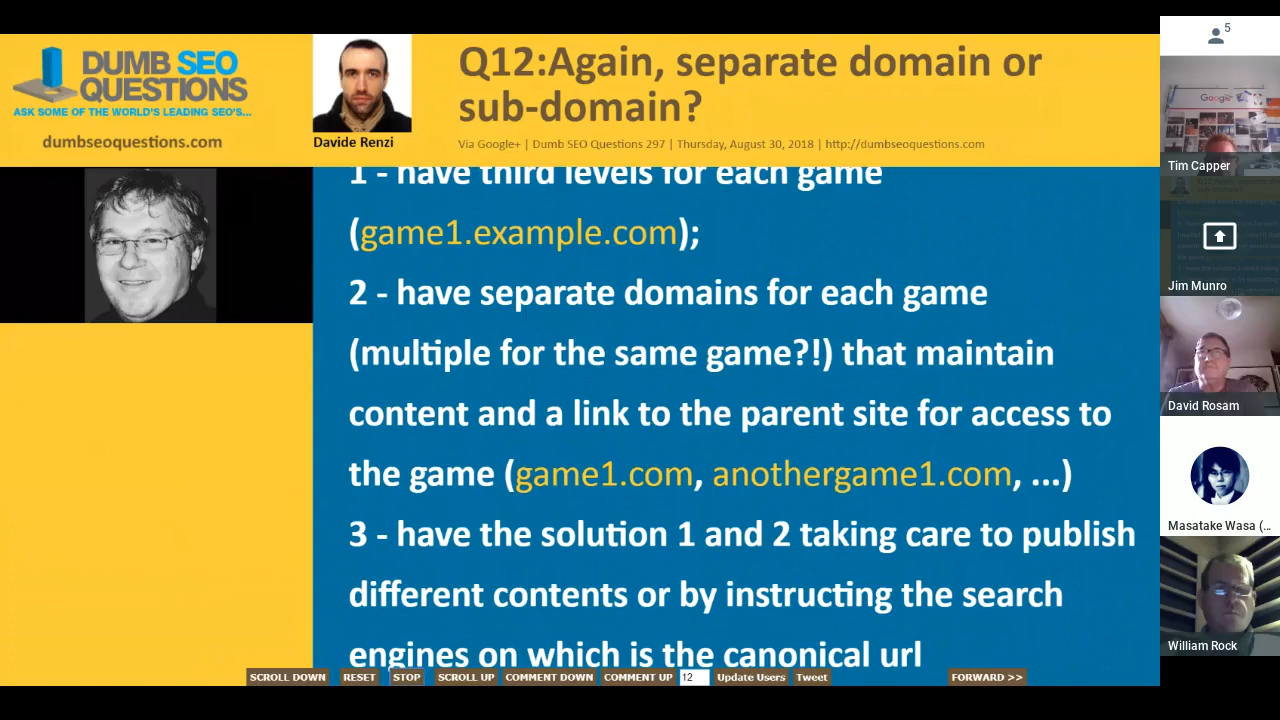 DUMB SEO
QUESTIONS
ASK SOME OF THE WORLD'S LEADING SEO'S...
dumbseoquestions.com
Davide Renzi
Q12:Again, separate domain or
sub-domain?
Via Google+ | Dumb SEO Questions 297 | Thursday, August 30, 2018 | http://dumbseoquestions.com
1 - have third levels for each game
(game1.example.com);
2 - have separate domains for each game
(multiple for the same game?!) that maintain
content and a link to the parent site for access to
the game (game1.com, anothergame1.com, ...)
3 - have the solution 1 and 2 taking care to publish
different contents or by instructing the search
engines on which is the canonical url
SCROLL DOWN RESET STOP SCROLL UP COMMENT DOWN COMMENT UP 12 Update Users Tweet FORWARD >>
5
Google
Tim Capper
Jim Munro
David Rosam
Masatake Wasa (...
William Rock